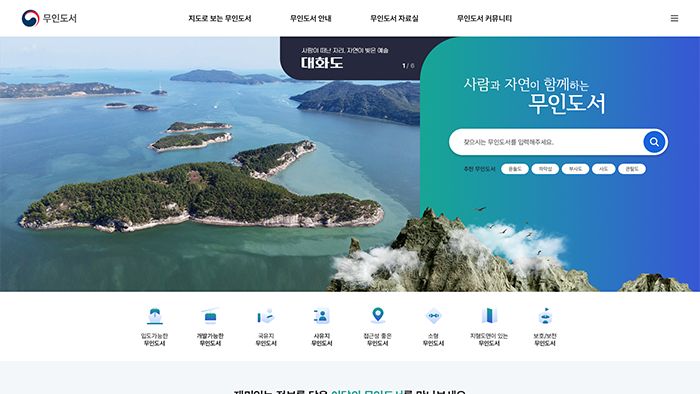 무인도서
지도로 보는 무인도서
무인도서 안내
무인도서 자료실
무인도서 커뮤니티
사람이 떠난 자리, 자연이 빚은 예술
대화도
1 / 6
사람과 자연이 함께하는
무인도서
찾으시는 무인도서를 입력해주세요.
추천 무인도서
운월도
하락섬
부사도
사도
관월도
입도가능한
무인도서
개발가능한
무인도서
국유지
무인도서
사유지
무인도서
접근성 좋은
무인도서
소형
무인도서
지형도면이 있는
무인도서
보호/보전
무인도서